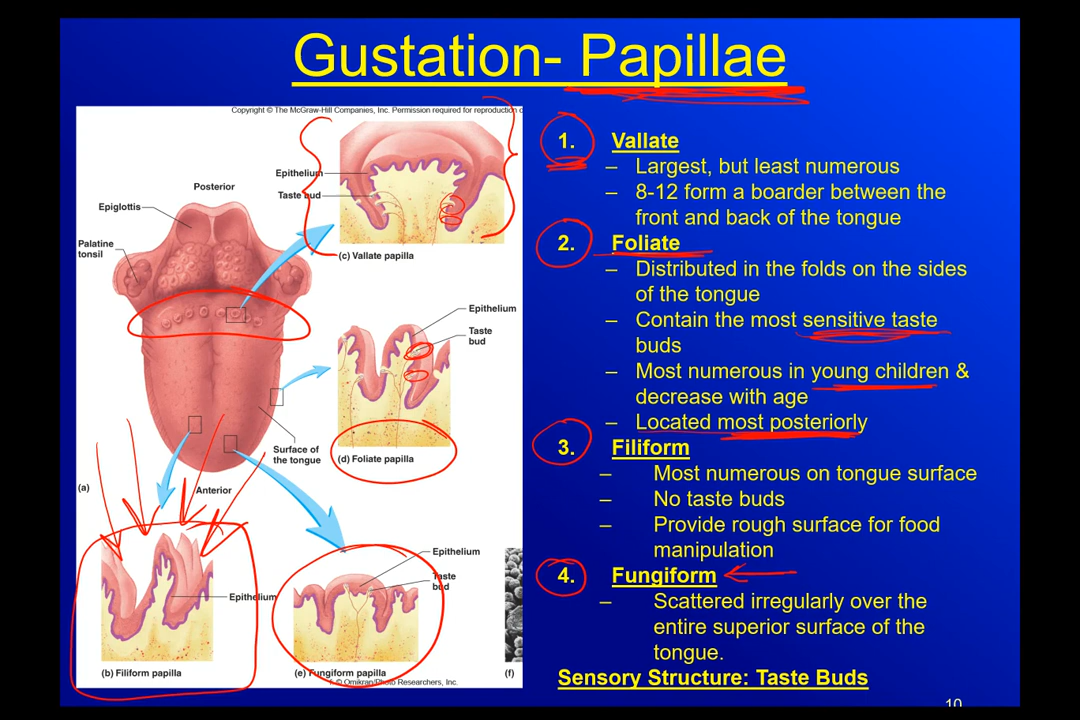 Gustation- Papillae
Copyright © The McGraw-Hill Companies, Inc. Permission required for reproduction
Posterior
Epiglottis
Palatine
tonsil
Epithelium
Taste bud
(c) Vallate papilla
Epithelium
Taste
bud
(d) Foliate papilla
Surface of
the tongue
(a)
Anterior
Epithelium
(b) Filiform papilla
Epithelium
Taste
bud
(e) Fungiform papilla
(f)
© Omikron/Photo Researchers, Inc.
1. Vallate
– Largest, but least numerous
– 8-12 form a boarder between the
front and back of the tongue
2. Foliate
– Distributed in the folds on the sides
of the tongue
– Contain the most sensitive taste
buds
– Most numerous in young children &
decrease with age
– Located most posteriorly
3. Filiform
– Most numerous on tongue surface
– No taste buds
– Provide rough surface for food
manipulation
4. Fungiform
– Scattered irregularly over the
entire superior surface of the
tongue.
Sensory Structure: Taste Buds
10